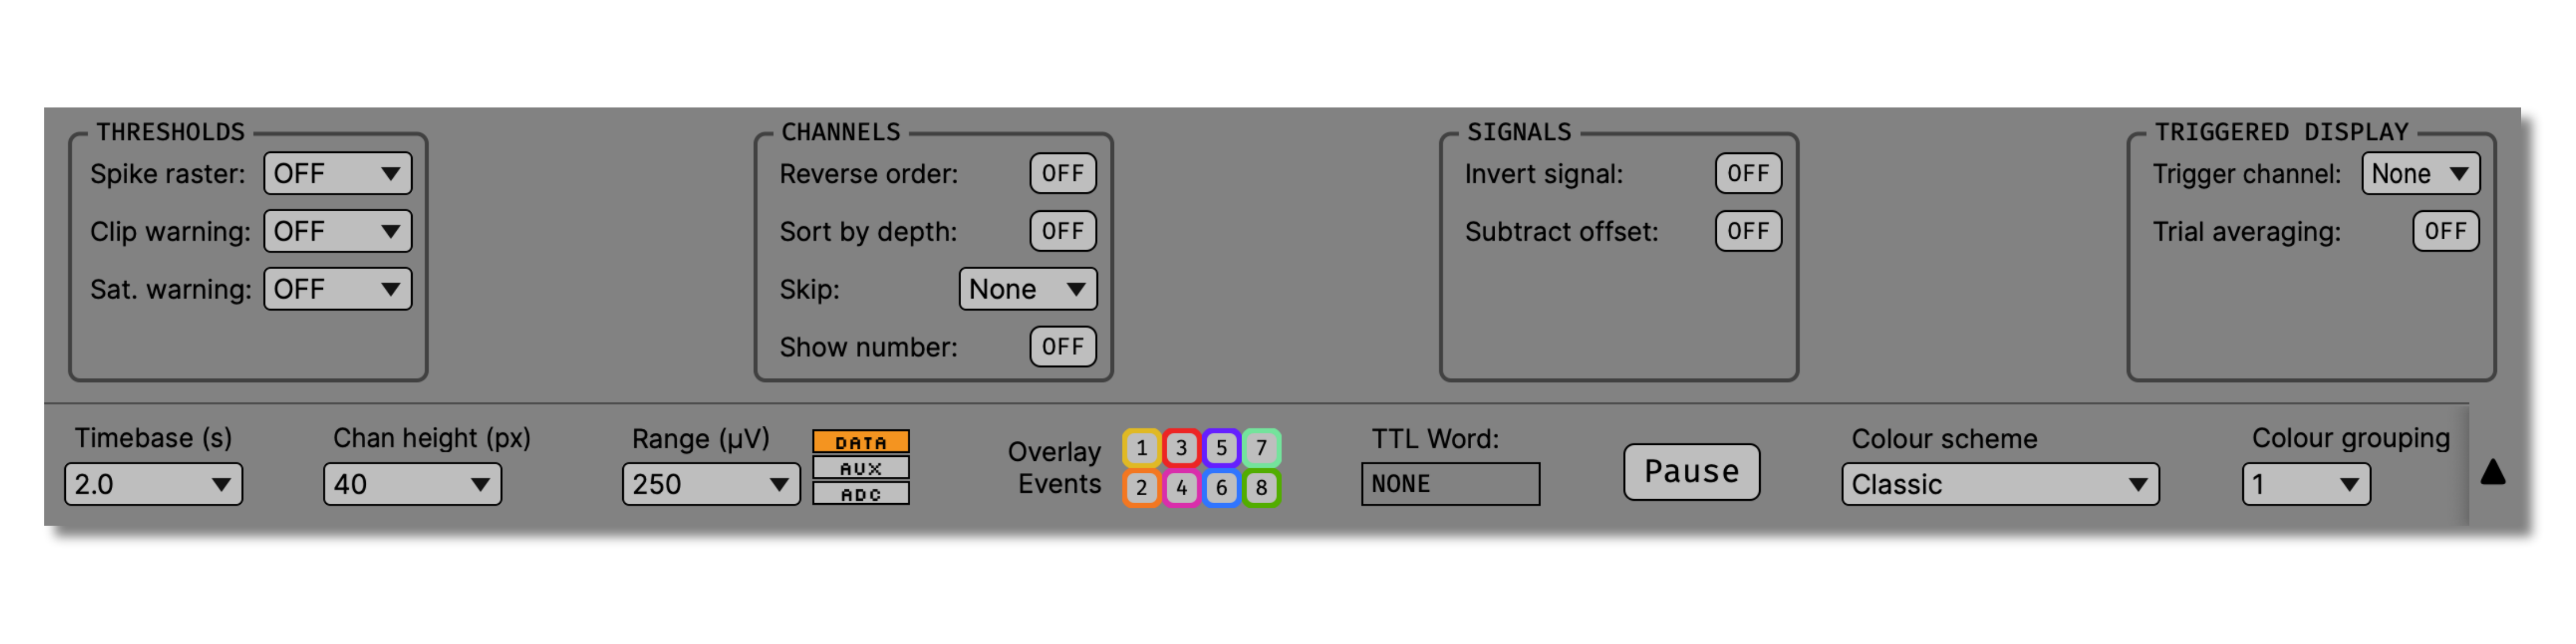 THRESHOLDS
Spike raster: OFF
Clip warning: OFF
Sat. warning: OFF
CHANNELS
Reverse order: OFF
Sort by depth: OFF
Skip: None
Show number: OFF
SIGNALS
Invert signal: OFF
Subtract offset: OFF
TRIGGERED DISPLAY
Trigger channel: None
Trial averaging: OFF
Timebase (s)
2.0
Chan height (px)
40
Range (µV)
250
DATA
AUX
ADC
Overlay
Events
1 3 5 7
2 4 6 8
TTL Word:
NONE
Pause
Colour scheme
Classic
Colour grouping
1